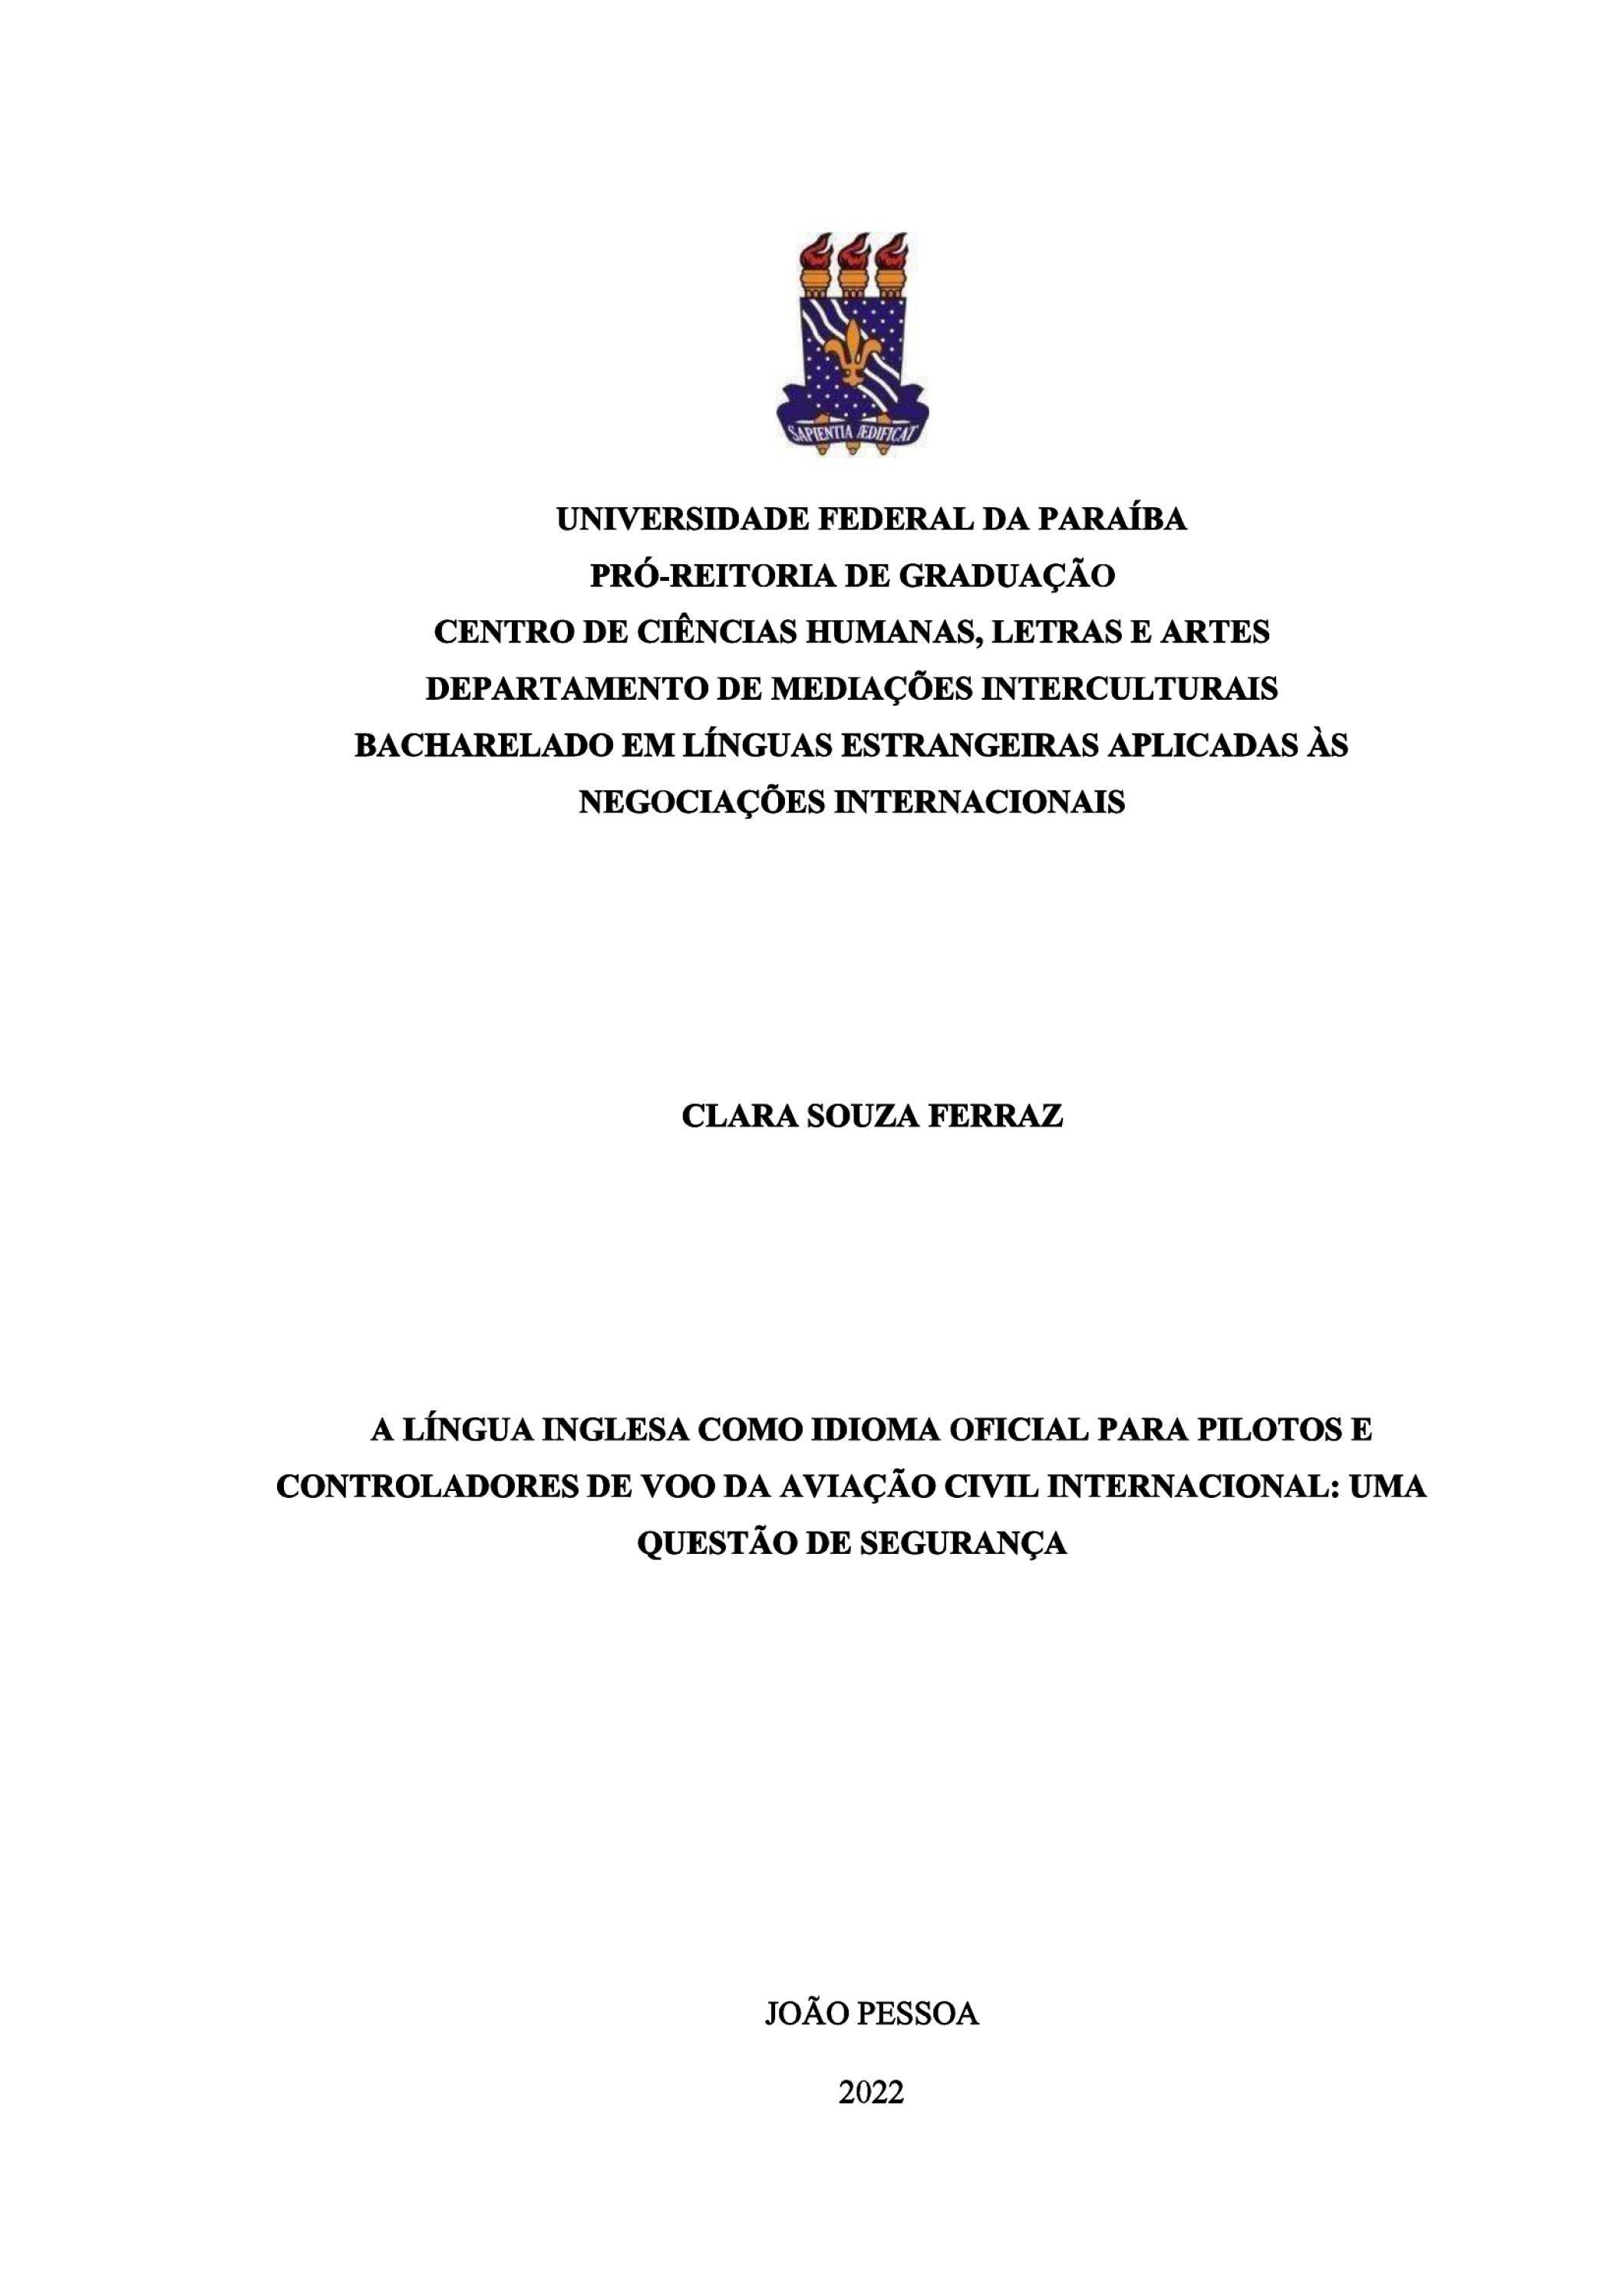 SAPIENTIA ÆDIFICAT
UNIVERSIDADE FEDERAL DA PARAÍBA
PRÓ-REITORIA DE GRADUAÇÃO
CENTRO DE CIÊNCIAS HUMANAS, LETRAS E ARTES
DEPARTAMENTO DE MEDIAÇÕES INTERCULTURAIS
BACHARELADO EM LÍNGUAS ESTRANGEIRAS APLICADAS ÀS
NEGOCIAÇÕES INTERNACIONAIS
CLARA SOUZA FERRAZ
A LÍNGUA INGLESA COMO IDIOMA OFICIAL PARA PILOTOS E
CONTROLADORES DE VOO DA AVIAÇÃO CIVIL INTERNACIONAL: UMA
QUESTÃO DE SEGURANÇA
JOÃO PESSOA
2022